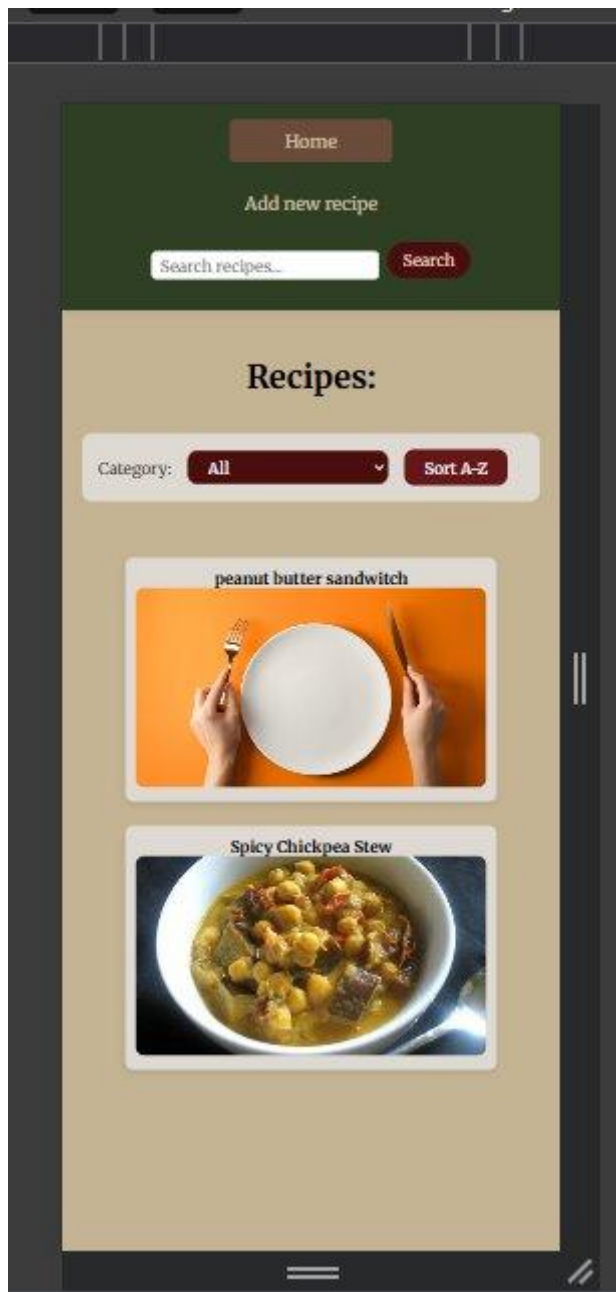 Home
Add new recipe
Search recipes... Search
Recipes:
Category: All Sort A-Z
peanut butter sandwitch
Spicy Chickpea Stew